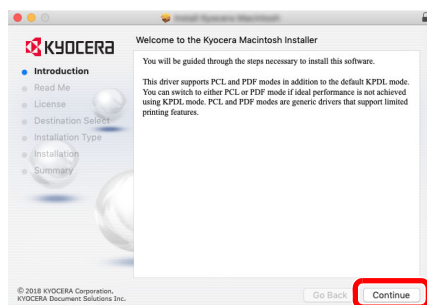 KYOCERA
Welcome to the Kyocera Macintosh Installer
Introduction
Read Me
License
Destination Select
Installation Type
Installation
Summary
You will be guided through the steps necessary to install this software.
This driver supports PCL and PDF modes in addition to the default KPDL mode.
You can switch to either PCL or PDF mode if ideal performance is not achieved
using KPDL mode. PCL and PDF modes are generic drivers that support limited
printing features.
© 2018 KYOCERA Corporation,
KYOCERA Document Solutions Inc.
Go Back
Continue